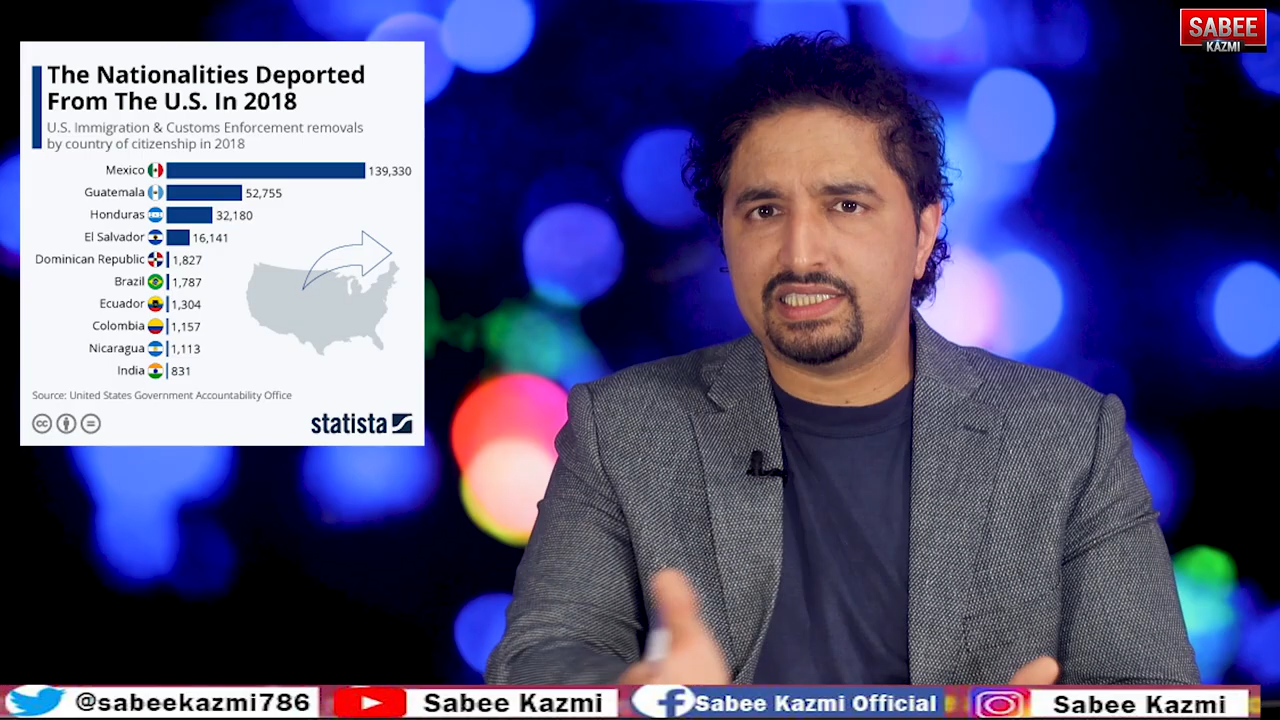 SABEE
KAZMI
The Nationalities Deported
From The U.S. In 2018
U.S. Immigration & Customs Enforcement removals
by country of citizenship in 2018
Mexico 139,330
Guatemala 52,755
Honduras 32,180
El Salvador 16,141
Dominican Republic 1,827
Brazil 1,787
Ecuador 1,304
Colombia 1,157
Nicaragua 1,113
India 831
Source: United States Government Accountability Office
cc
statista
@sabeekazmi786 Sabee Kazmi Sabee Kazmi Official Sabee Kazmi